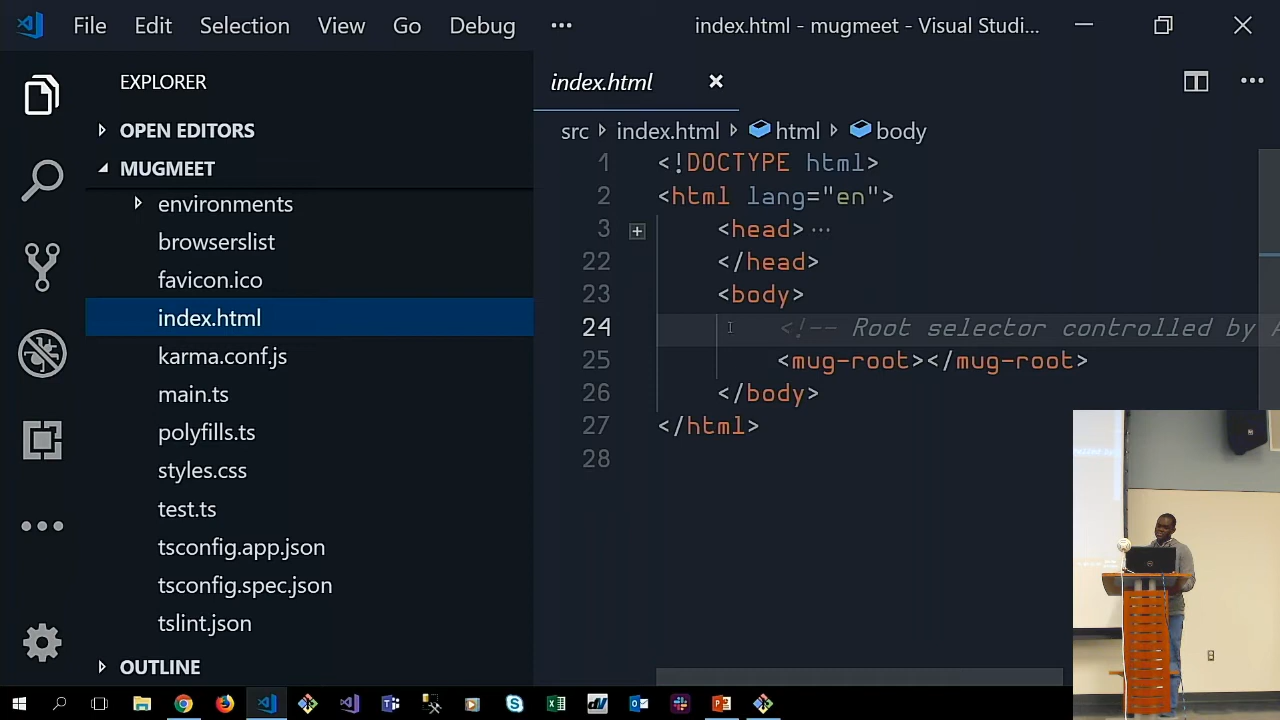 File Edit Selection View Go Debug ··· index.html - mugmeet - Visual Studi...
EXPLORER
OPEN EDITORS
MUGMEET
environments
browserslist
favicon.ico
index.html
karma.conf.js
main.ts
polyfills.ts
styles.css
test.ts
tsconfig.app.json
tsconfig.spec.json
tslint.json
OUTLINE
index.html
src index.html html body
1 <!DOCTYPE html>
2 <html lang="en">
3 <head>···
22 </head>
23 <body>
24 <!-- Root selector controlled by A
25 <mug-root></mug-root>
26 </body>
27 </html>
28